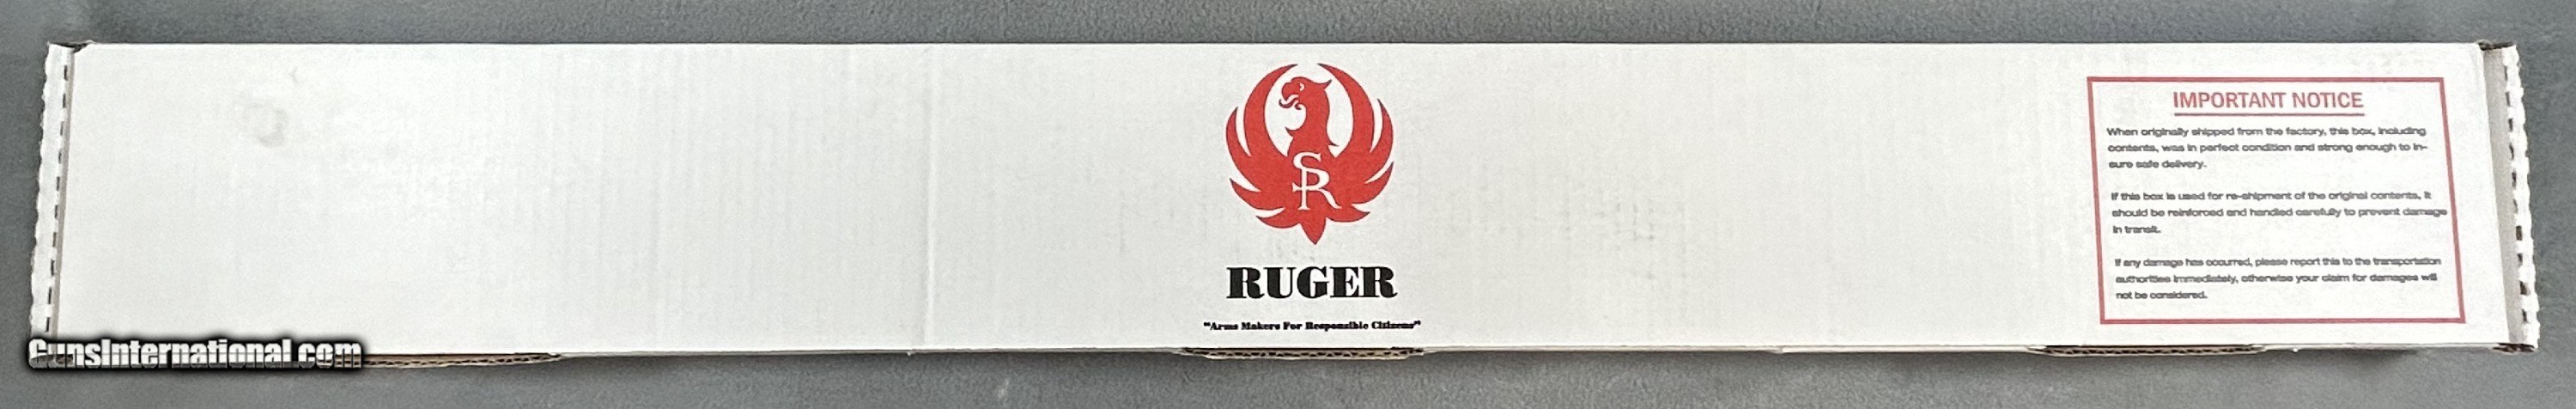 SR
RUGER
"Arms Makers For Responsible Citizens"
IMPORTANT NOTICE
When originally shipped from the factory, this box, including
contents, was in perfect condition and strong enough to in-
sure safe delivery.
If this box is used for re-shipment of the original contents, it
should be reinforced and handled carefully to prevent damage
in transit.
If any damage has occurred, please report this to the transportation
authorities immediately, otherwise your claim for damages will
not be considered.
GunsInternational.com